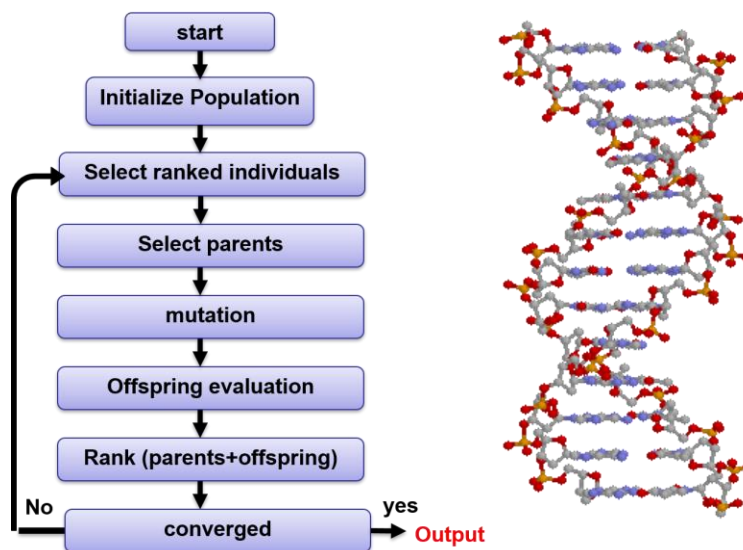 start
Initialize Population
Select ranked individuals
Select parents
mutation
Offspring evaluation
Rank (parents+offspring)
No
yes
converged
Output